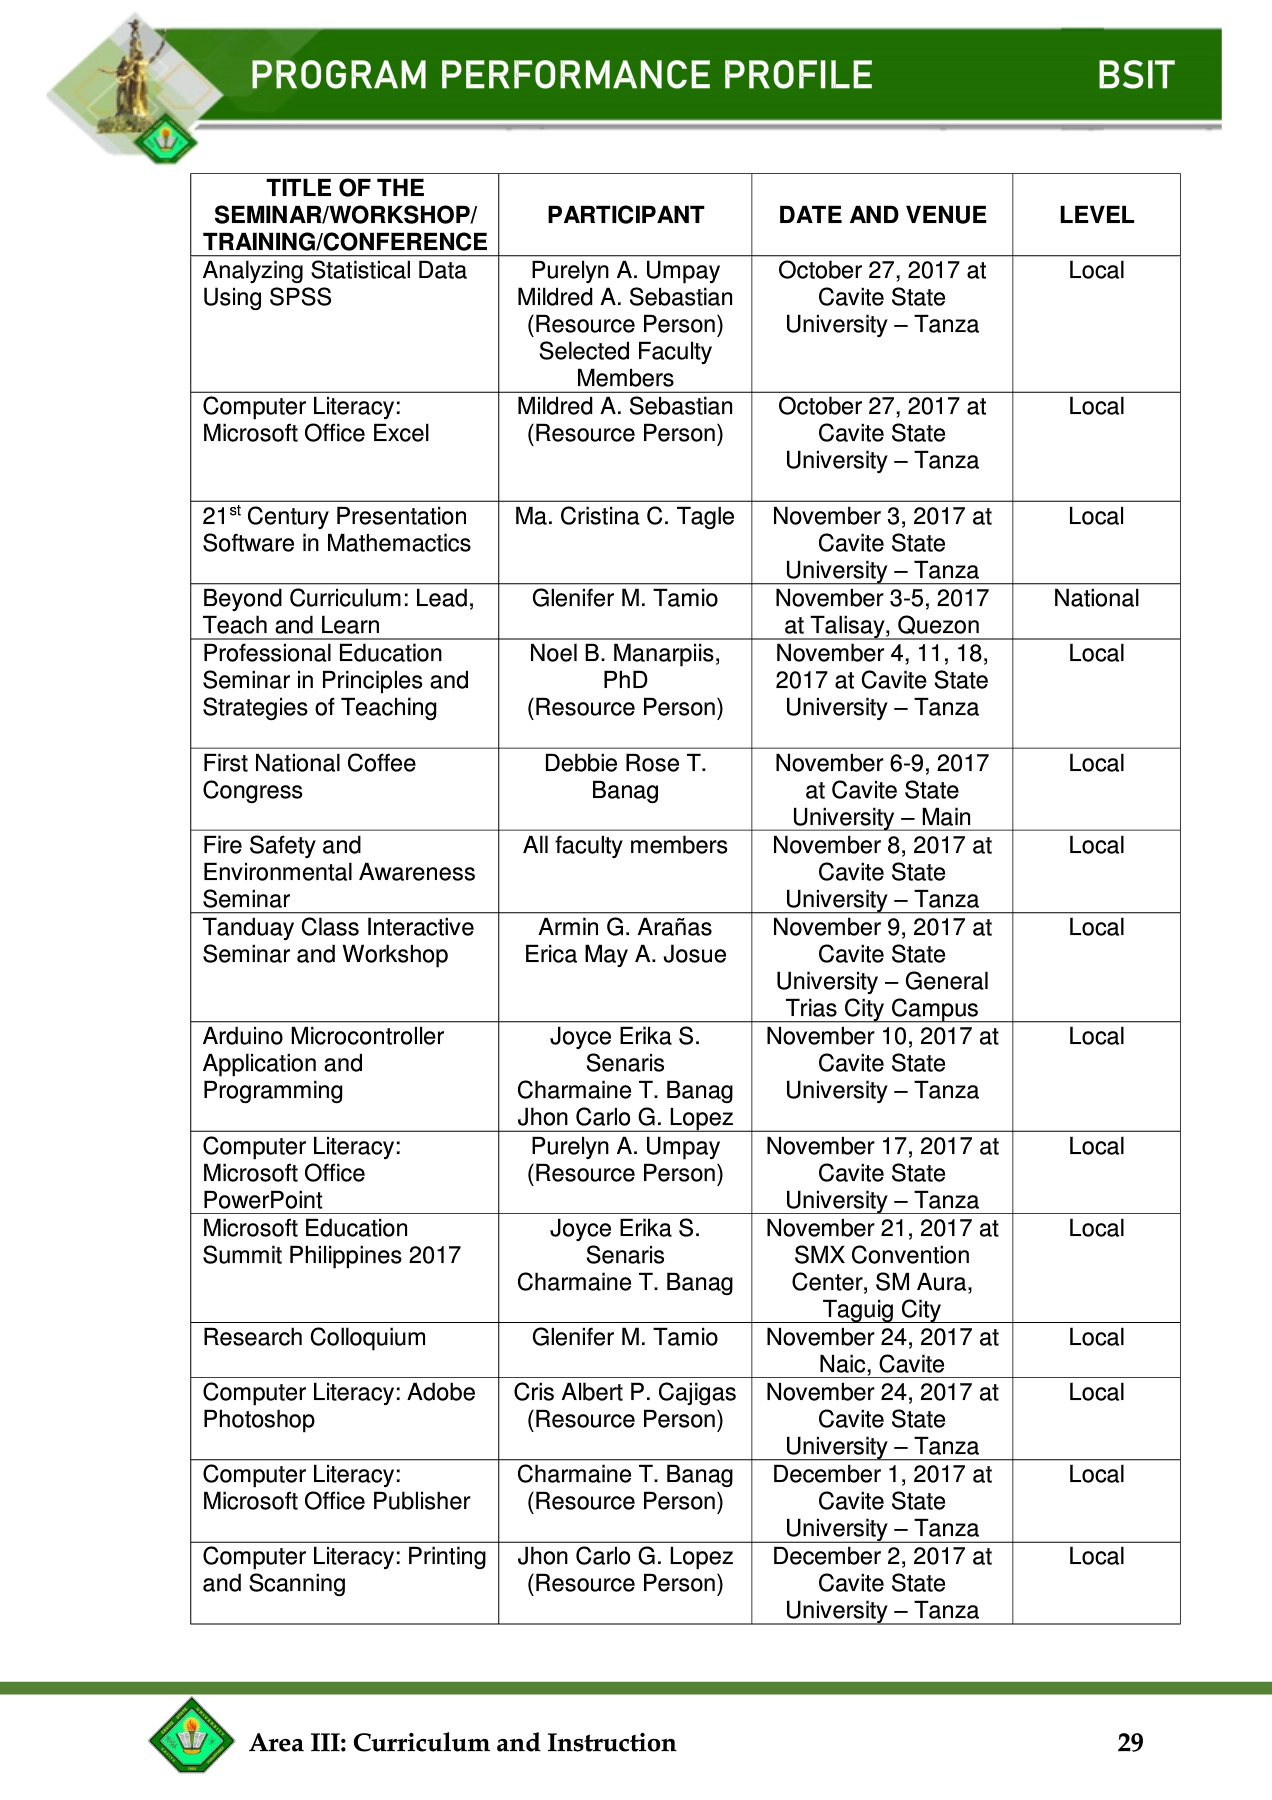 PROGRAM PERFORMANCE PROFILE BSIT
TITLE OF THE
SEMINAR/WORKSHOP/
TRAINING/CONFERENCE
PARTICIPANT
DATE AND VENUE
LEVEL
Analyzing Statistical Data
Using SPSS
Purelyn A. Umpay
Mildred A. Sebastian
(Resource Person)
Selected Faculty
Members
October 27, 2017 at
Cavite State
University – Tanza
Local
Computer Literacy:
Microsoft Office Excel
Mildred A. Sebastian
(Resource Person)
October 27, 2017 at
Cavite State
University – Tanza
Local
21st Century Presentation
Software in Mathemactics
Ma. Cristina C. Tagle
November 3, 2017 at
Cavite State
University – Tanza
Local
Beyond Curriculum: Lead,
Teach and Learn
Glenifer M. Tamio
November 3-5, 2017
at Talisay, Quezon
National
Professional Education
Seminar in Principles and
Strategies of Teaching
Noel B. Manarpiis,
PhD
(Resource Person)
November 4, 11, 18,
2017 at Cavite State
University – Tanza
Local
First National Coffee
Congress
Debbie Rose T.
Banag
November 6-9, 2017
at Cavite State
University – Main
Local
Fire Safety and
Environmental Awareness
Seminar
All faculty members
November 8, 2017 at
Cavite State
University – Tanza
Local
Tanduay Class Interactive
Seminar and Workshop
Armin G. Arañas
Erica May A. Josue
November 9, 2017 at
Cavite State
University – General
Trias City Campus
Local
Arduino Microcontroller
Application and
Programming
Joyce Erika S.
Senaris
Charmaine T. Banag
Jhon Carlo G. Lopez
November 10, 2017 at
Cavite State
University – Tanza
Local
Computer Literacy:
Microsoft Office
PowerPoint
Purelyn A. Umpay
(Resource Person)
November 17, 2017 at
Cavite State
University – Tanza
Local
Microsoft Education
Summit Philippines 2017
Joyce Erika S.
Senaris
Charmaine T. Banag
November 21, 2017 at
SMX Convention
Center, SM Aura,
Taguig City
Local
Research Colloquium
Glenifer M. Tamio
November 24, 2017 at
Naic, Cavite
Local
Computer Literacy: Adobe
Photoshop
Cris Albert P. Cajigas
(Resource Person)
November 24, 2017 at
Cavite State
University – Tanza
Local
Computer Literacy:
Microsoft Office Publisher
Charmaine T. Banag
(Resource Person)
December 1, 2017 at
Cavite State
University – Tanza
Local
Computer Literacy: Printing
and Scanning
Jhon Carlo G. Lopez
(Resource Person)
December 2, 2017 at
Cavite State
University – Tanza
Local
Area III: Curriculum and Instruction 29